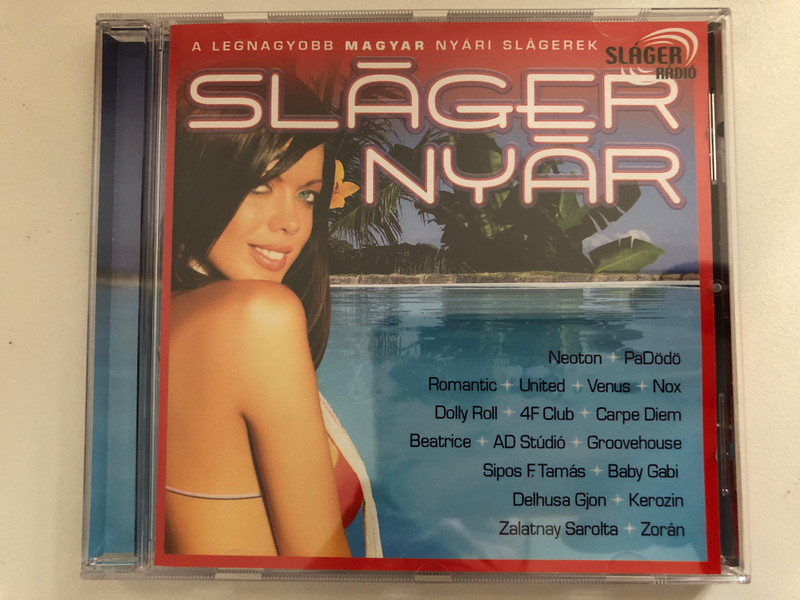 A LEGNAGYOBB MAGYAR NYÁRI SLÁGEREK
SLÁGER
RÁDIÓ
SLÁGER
NYÁR
Neoton + PaDödö
Romantic + United + Venus + Nox
Dolly Roll + 4F Club + Carpe Diem
Beatrice + AD Stúdió + Groovehouse
Sipos F. Tamás + Baby Gabi
Delhusa Gjon + Kerozin
Zalatnay Sarolta + Zorán